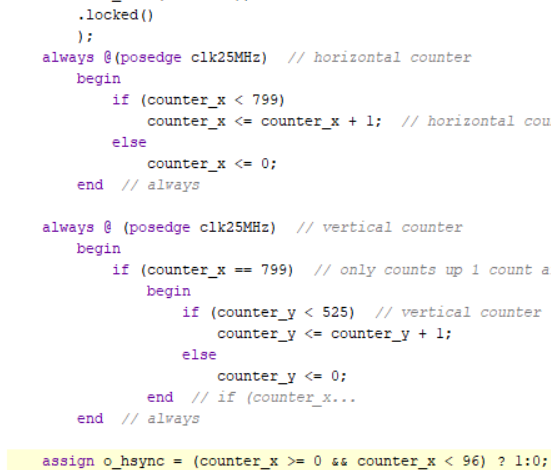 .locked()
);
always @(posedge clk25MHz) // horizontal counter
begin
if (counter_x < 799)
counter_x <= counter_x + 1; // horizontal cou
else
counter_x <= 0;
end // always
always @ (posedge clk25MHz) // vertical counter
begin
if (counter_x == 799) // only counts up 1 count a
begin
if (counter_y < 525) // vertical counter
counter_y <= counter_y + 1;
else
counter_y <= 0;
end // if (counter_x...
end // always
assign o_hsync = (counter_x >= 0 && counter_x < 96) ? 1:0;